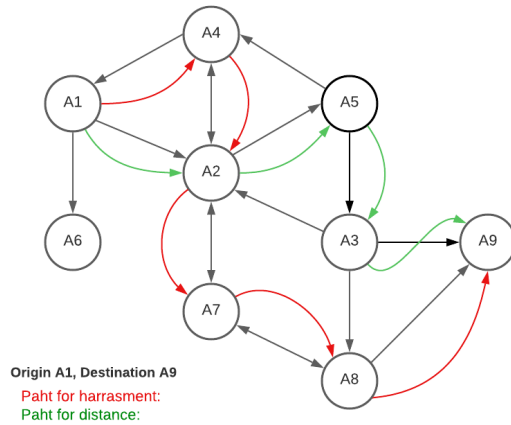 A4
A1
A5
A2
A6
A3
A9
A7
A8
Origin A1, Destination A9
Paht for harrasment:
Paht for distance: